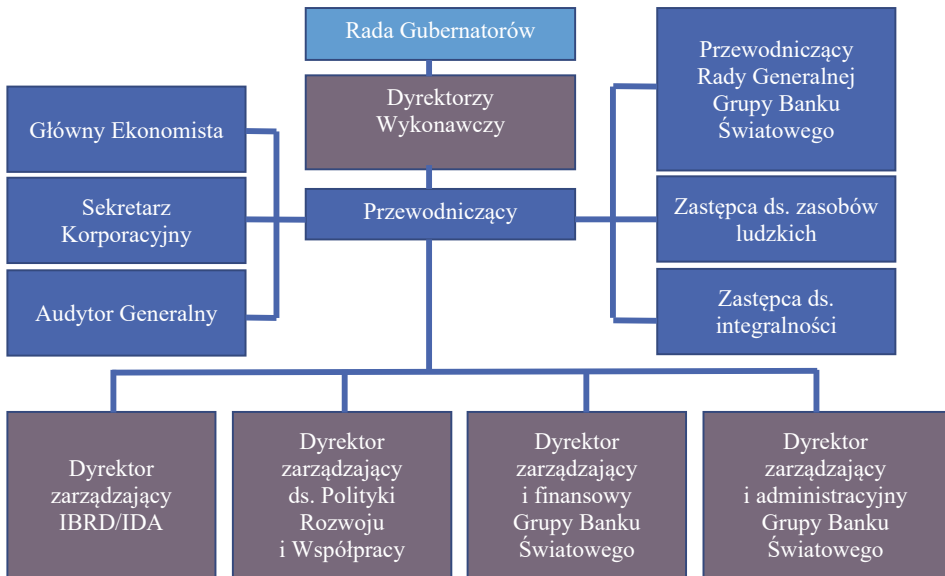 Rada Gubernatorów
Dyrektorzy
Wykonawczy
Przewodniczący
Główny Ekonomista
Sekretarz
Korporacyjny
Audytor Generalny
Przewodniczący
Rady Generalnej
Grupy Banku
Światowego
Zastępca ds. zasobów
ludzkich
Zastępca ds.
integralności
Dyrektor
zarządzający
IBRD/IDA
Dyrektor
zarządzający
ds. Polityki
Rozwoju
i Współpracy
Dyrektor
zarządzający
i finansowy
Grupy Banku
Światowego
Dyrektor
zarządzający
i administracyjny
Grupy Banku
Światowego